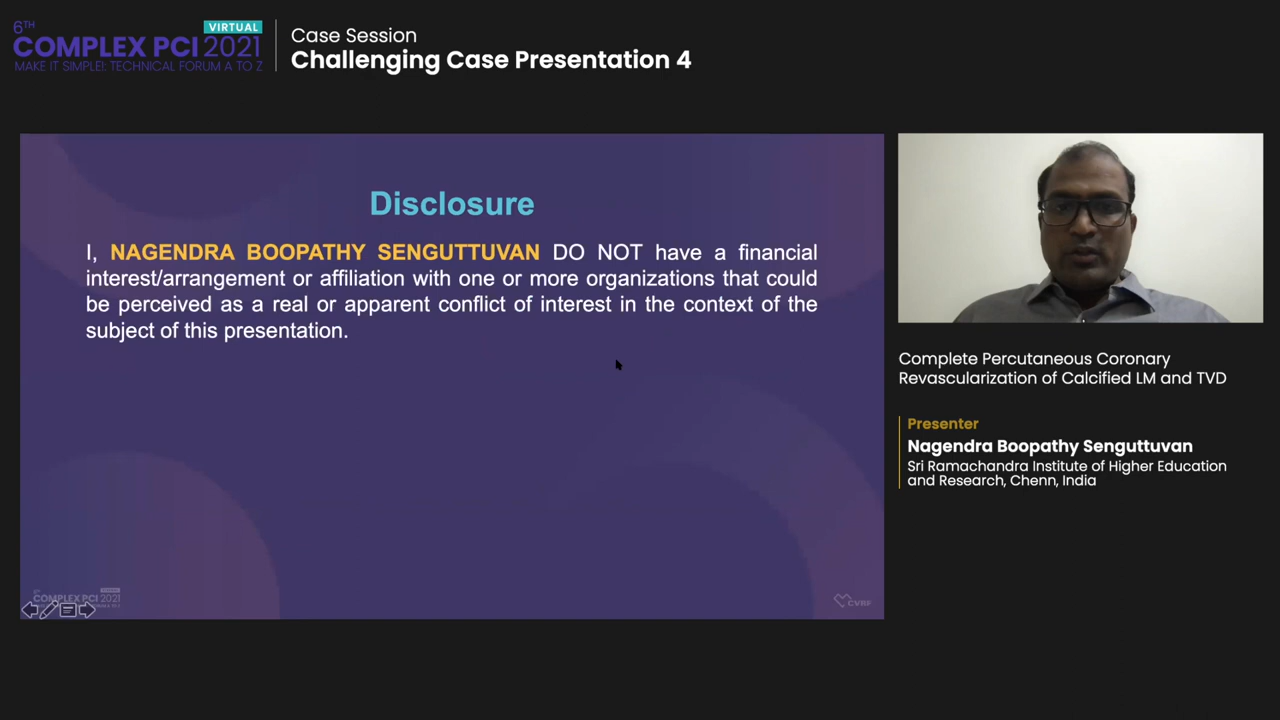 6TH
VIRTUAL
COMPLEX PCI 2021
MAKE IT SIMPLE!: TECHNICAL FORUM A TO Z
Case Session
Challenging Case Presentation 4
Disclosure
I, NAGENDRA BOOPATHY SENGUTTUVAN DO NOT have a financial
interest/arrangement or affiliation with one or more organizations that could
be perceived as a real or apparent conflict of interest in the context of the
subject of this presentation.
COMPLEX PCI 2021
CVRF
Complete Percutaneous Coronary
Revascularization of Calcified LM and TVD
Presenter
Nagendra Boopathy Senguttuvan
Sri Ramachandra Institute of Higher Education
and Research, Chenn, India